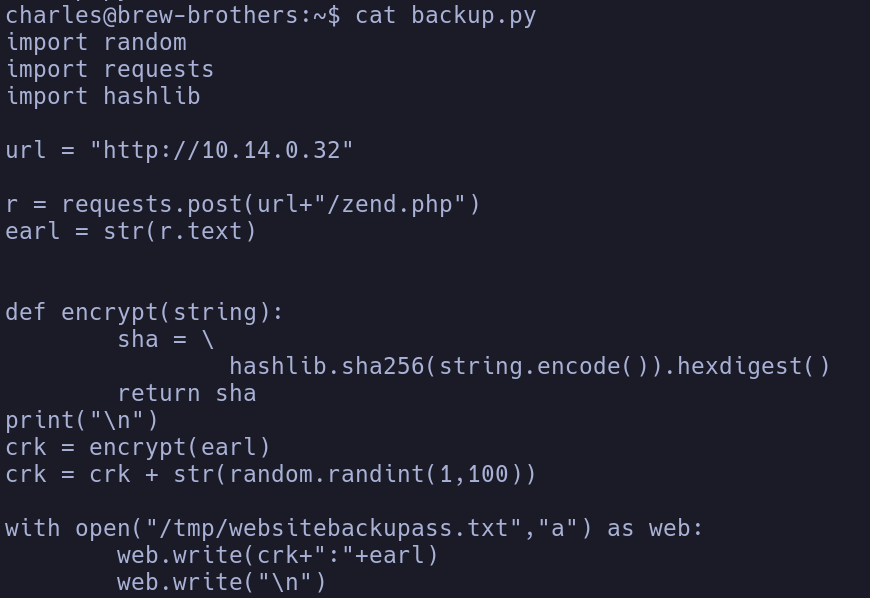 charles@brew-brothers:~$ cat backup.py
import random
import requests
import hashlib

url = "http://10.14.0.32"

r = requests.post(url+"/zend.php")
earl = str(r.text)


def encrypt(string):
        sha = \
                hashlib.sha256(string.encode()).hexdigest()
        return sha
print("\n")
crk = encrypt(earl)
crk = crk + str(random.randint(1,100))

with open("/tmp/websitebackupass.txt","a") as web:
        web.write(crk+":"+earl)
        web.write("\n")